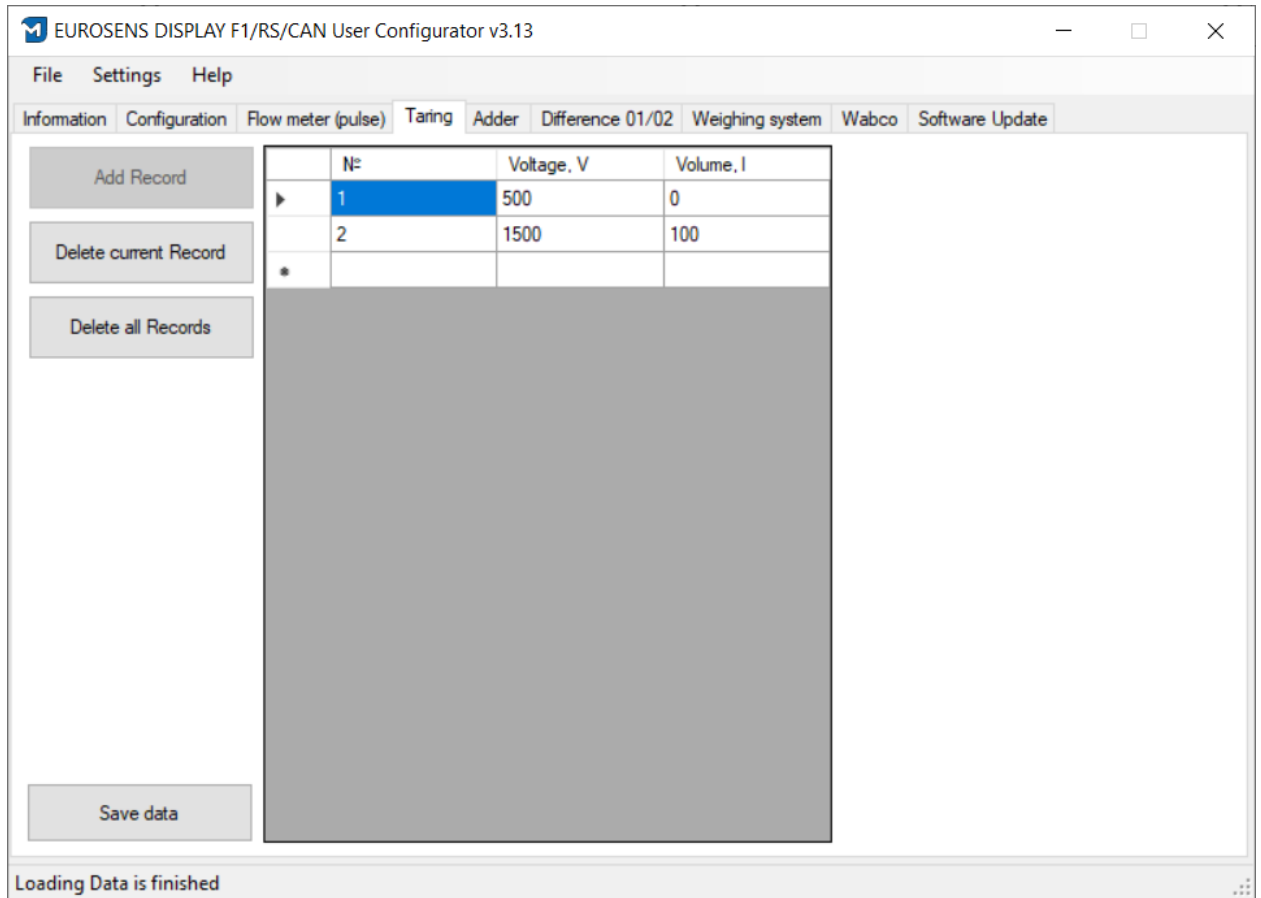 EUROSENS DISPLAY F1/RS/CAN User Configurator v3.13
File Settings Help
Information Configuration Flow meter (pulse) Taring Adder Difference 01/02 Weighing system Wabco Software Update
Add Record
Delete current Record
Delete all Records
Save data
№ Voltage, V Volume, l
1 500 0
2 1500 100
Loading Data is finished